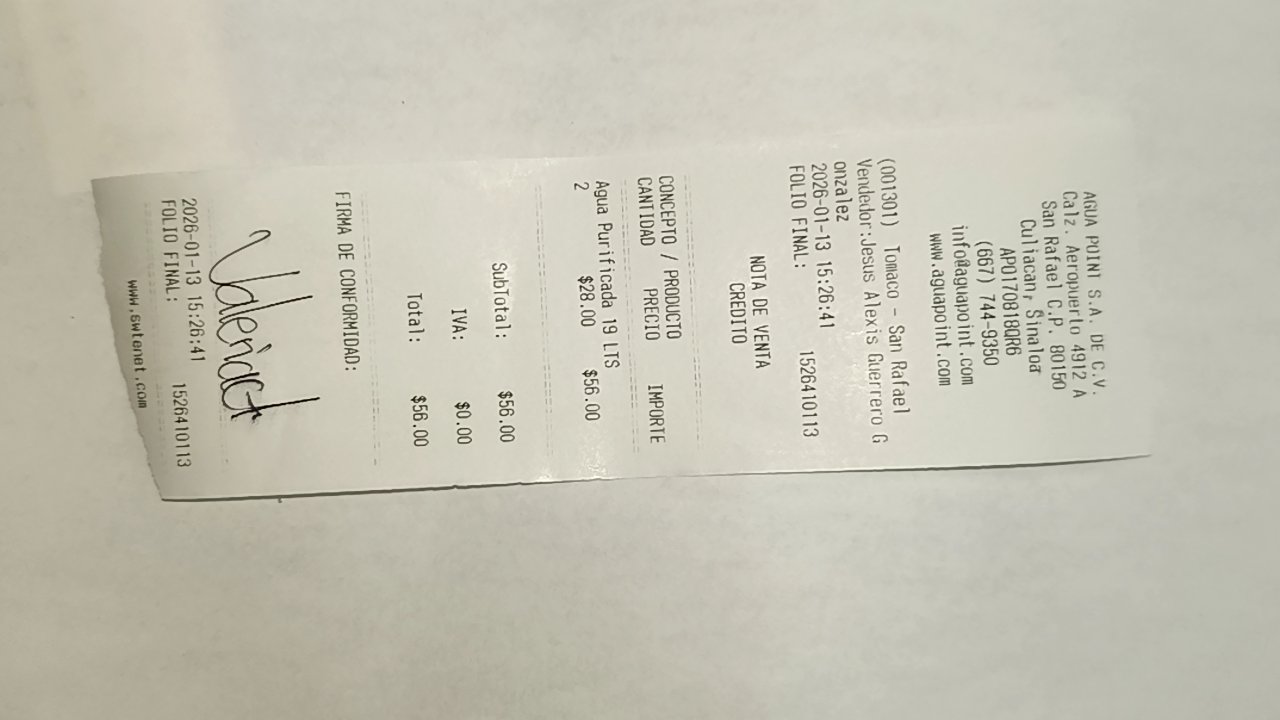 AGUA POINT S.A. DE C.V.
Calz. Aeropuerto 4912 A
San Rafael C.P. 80150
Culiacan, Sinaloa
APO170818QR6
(667) 744-9350
info@aguapoint.com
www.aguapoint.com
(001301) Tomaco - San Rafael
Vendedor:Jesus Alexis Guerrero G
onzalez
2026-01-13 15:26:41
FOLIO FINAL: 1526410113
NOTA DE VENTA
CREDITO
CONCEPTO / PRODUCTO
CANTIDAD PRECIO IMPORTE
Agua Purificada 19 LTS
2 $28.00 $56.00
SubTotal: $56.00
IVA: $0.00
Total: $56.00
FIRMA DE CONFORMIDAD:
2026-01-13 15:26:41
FOLIO FINAL: 1526410113
www.swtenet.com